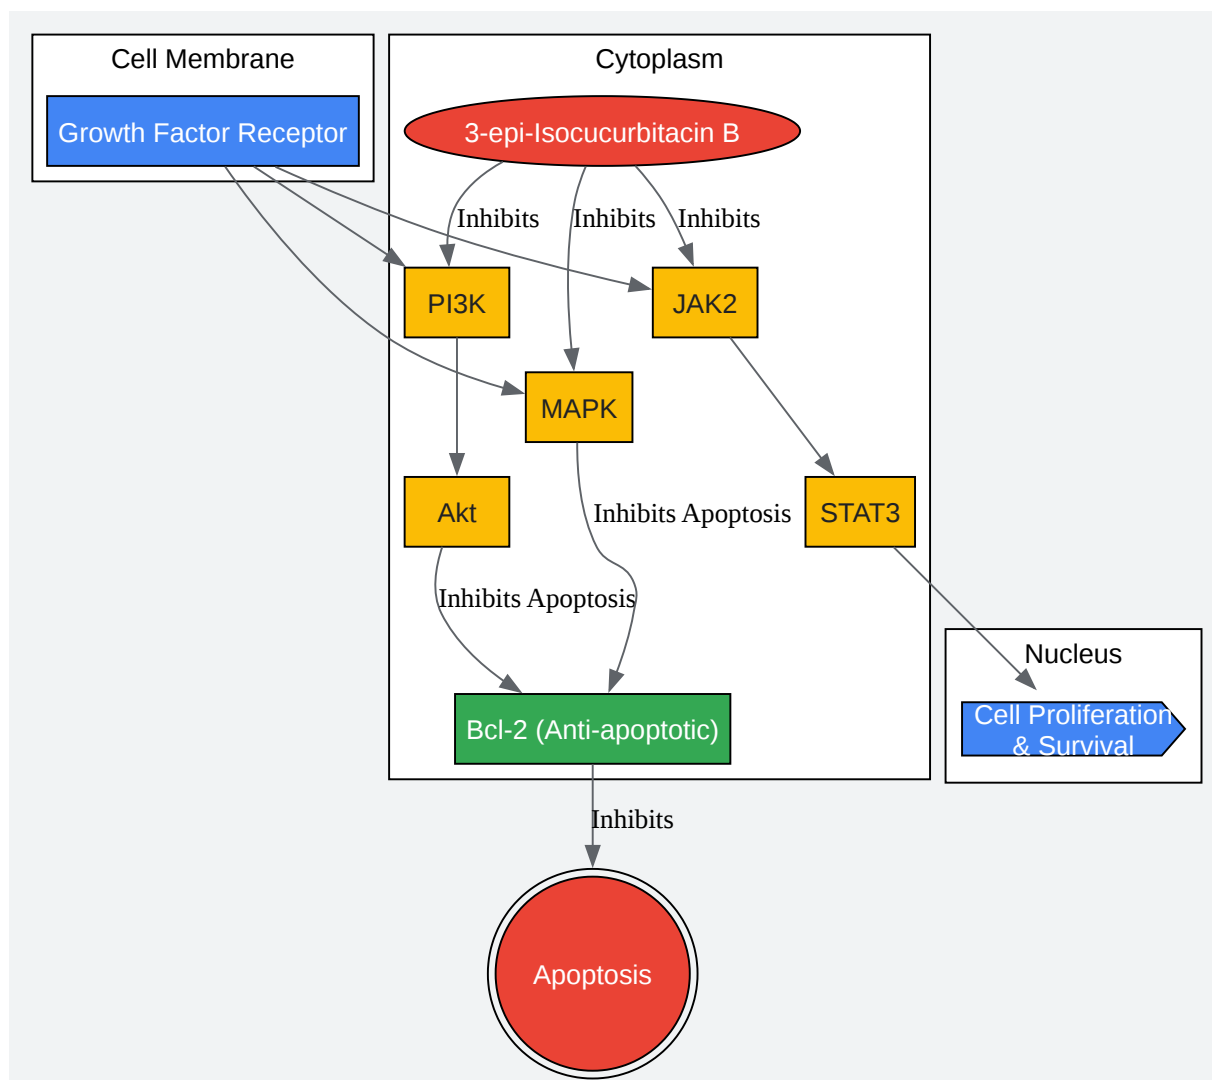 Cell Membrane
Cytoplasm
Growth Factor Receptor
3-epi-Isocucurbitacin B
Inhibits
Inhibits
Inhibits
PI3K
JAK2
MAPK
Akt
Inhibits Apoptosis
STAT3
Inhibits Apoptosis
Nucleus
Cell Proliferation
& Survival
Bcl-2 (Anti-apoptotic)
Inhibits
Apoptosis